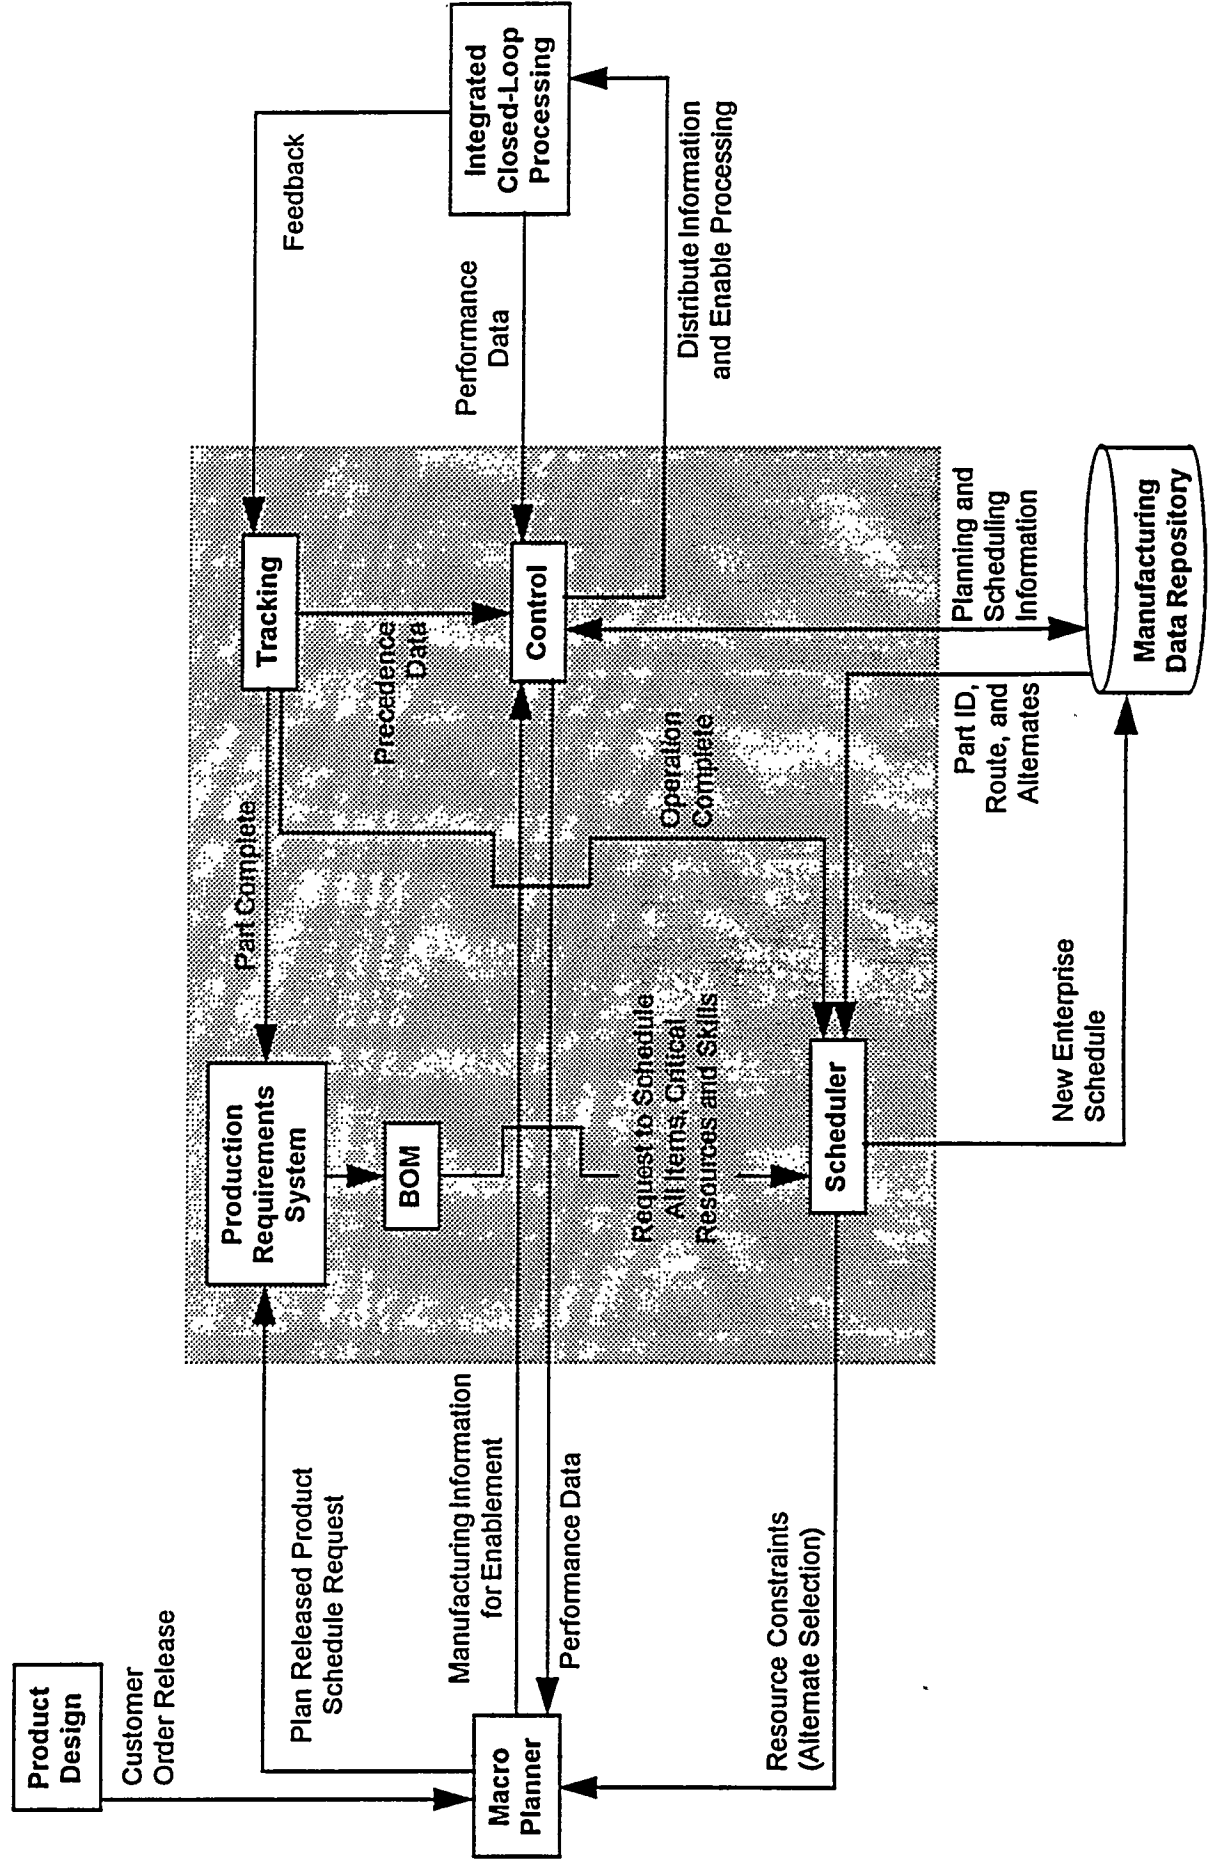 Product
Design
Customer
Order Release
Plan Released Product
Schedule Request
Macro
Planner
Manufacturing Information
for Enablement
Performance Data
Resource Constraints
(Alternate Selection)
Production
Requirements
System
BOM
Request to Schedule
All Items, Critical
Resources and Skills
Scheduler
Part Complete
Tracking
Precedence
Data
Control
Operation
Complete
Feedback
Performance
Data
Integrated
Closed-Loop
Processing
Distribute Information
and Enable Processing
Planning and
Scheduling
Information
Part ID,
Route, and
Alternates
New Enterprise
Schedule
Manufacturing
Data Repository